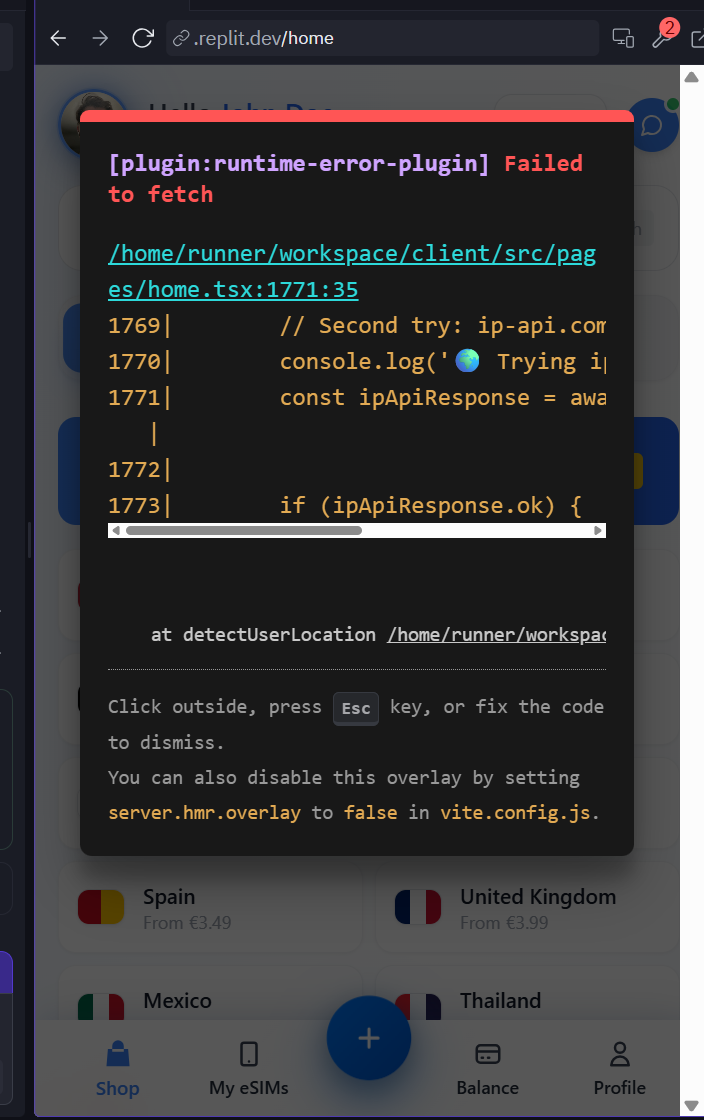 .replit.dev/home
2
Hello John Doe
[plugin:runtime-error-plugin] Failed
to fetch
/home/runner/workspace/client/src/pag
es/home.tsx:1771:35
1769|        // Second try: ip-api.com
1770|        console.log('🌍 Trying ip
1771|        const ipApiResponse = awa
|
1772|
1773|        if (ipApiResponse.ok) {
at detectUserLocation /home/runner/workspac
Click outside, press Esc key, or fix the code
to dismiss.
You can also disable this overlay by setting
server.hmr.overlay to false in vite.config.js.
Spain
From €3.49
United Kingdom
From €3.99
Mexico
Thailand
Shop
My eSIMs
Balance
Profile